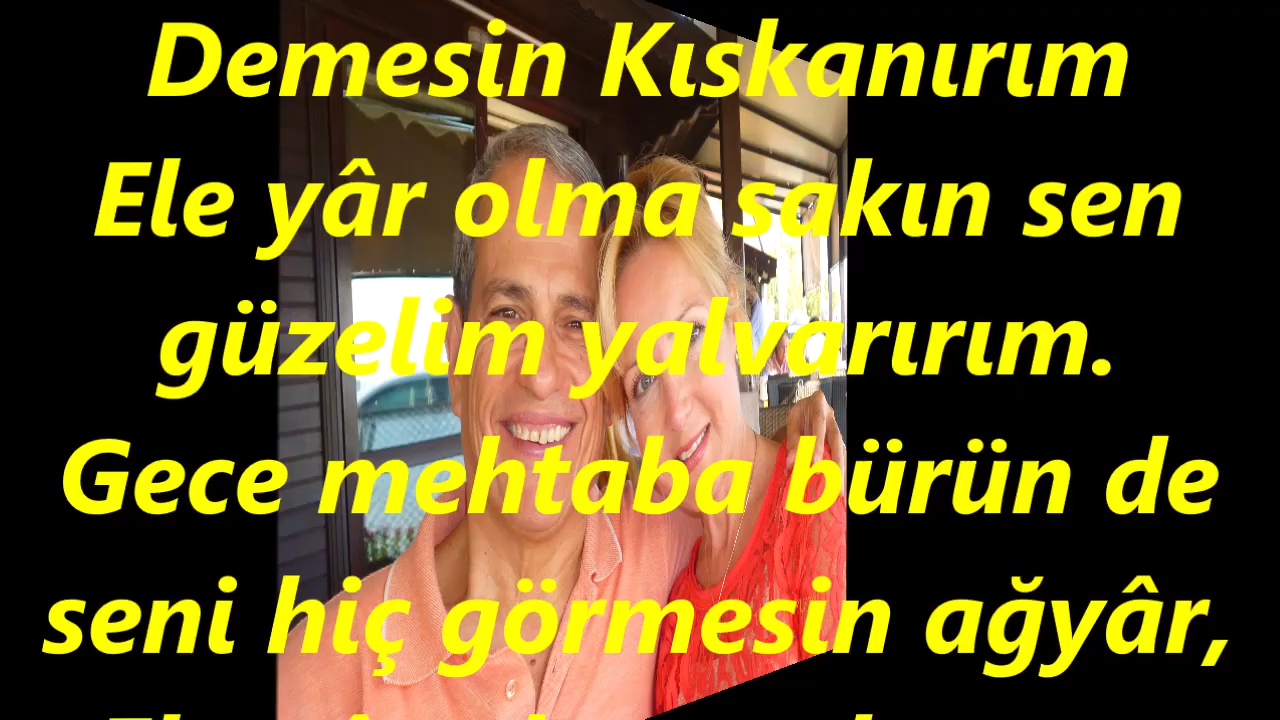 Demesin Kıskanırım
Ele yâr olma sakın sen
güzelim yalvarırım.
Gece mehtaba bürün de
seni hiç görmesin ağyâr,